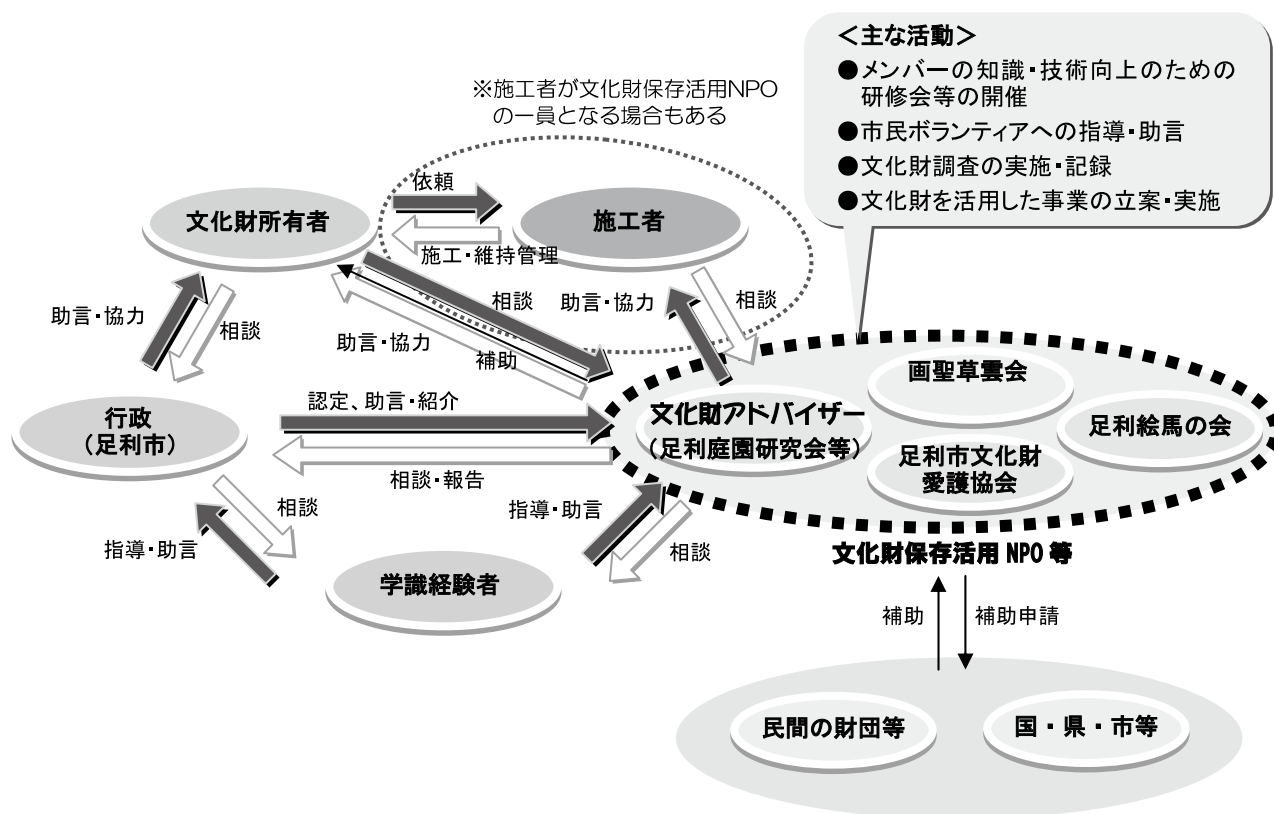 ＜主な活動＞
●メンバーの知識・技術向上のための
研修会等の開催
●市民ボランティアへの指導・助言
●文化財調査の実施・記録
●文化財を活用した事業の立案・実施
※施工者が文化財保存活用NPO
の一員となる場合もある
依頼
文化財所有者
施工者
施工・維持管理
助言・協力
相談
相談
助言・協力
相談
助言・協力
補助
行政
（足利市）
認定、助言・紹介
相談・報告
文化財アドバイザー
（足利庭園研究会等）
画聖草雲会
足利絵馬の会
足利市文化財
愛護協会
相談
指導・助言
指導・助言
相談
学識経験者
文化財保存活用 NPO 等
補助
補助申請
民間の財団等
国・県・市等